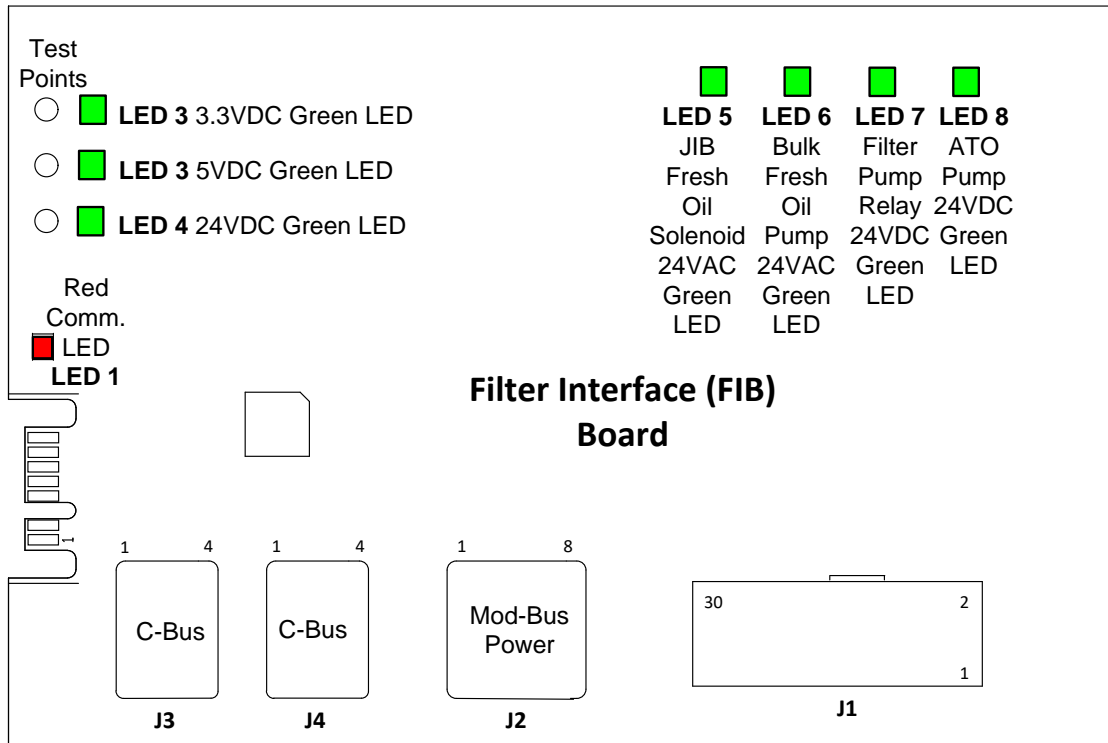 Test
Points
LED 3 3.3VDC Green LED
LED 3 5VDC Green LED
LED 4 24VDC Green LED
Red
Comm.
LED
LED 1
LED 5
JIB
Fresh
Oil
Solenoid
24VAC
Green
LED
LED 6
Bulk
Fresh
Oil
Pump
24VAC
Green
LED
LED 7
Filter
Pump
Relay
24VDC
Green
LED
LED 8
ATO
Pump
24VDC
Green
LED
Filter Interface (FIB)
Board
1
1 4
C-Bus
J3
1 4
C-Bus
J4
1 8
Mod-Bus
Power
J2
30 2
1
J1